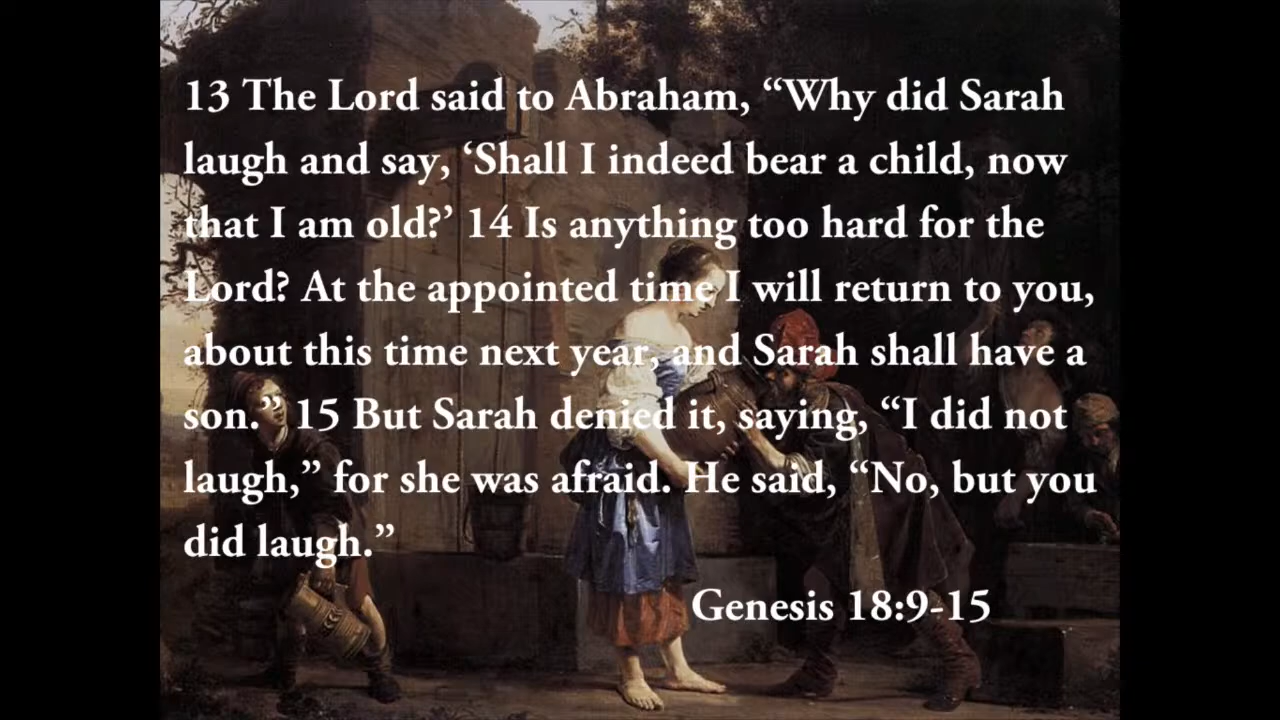 13 The Lord said to Abraham, “Why did Sarah
laugh and say, ‘Shall I indeed bear a child, now
that I am old?’ 14 Is anything too hard for the
Lord? At the appointed time I will return to you,
about this time next year, and Sarah shall have a
son.” 15 But Sarah denied it, saying, “I did not
laugh,” for she was afraid. He said, “No, but you
did laugh.”
Genesis 18:9-15